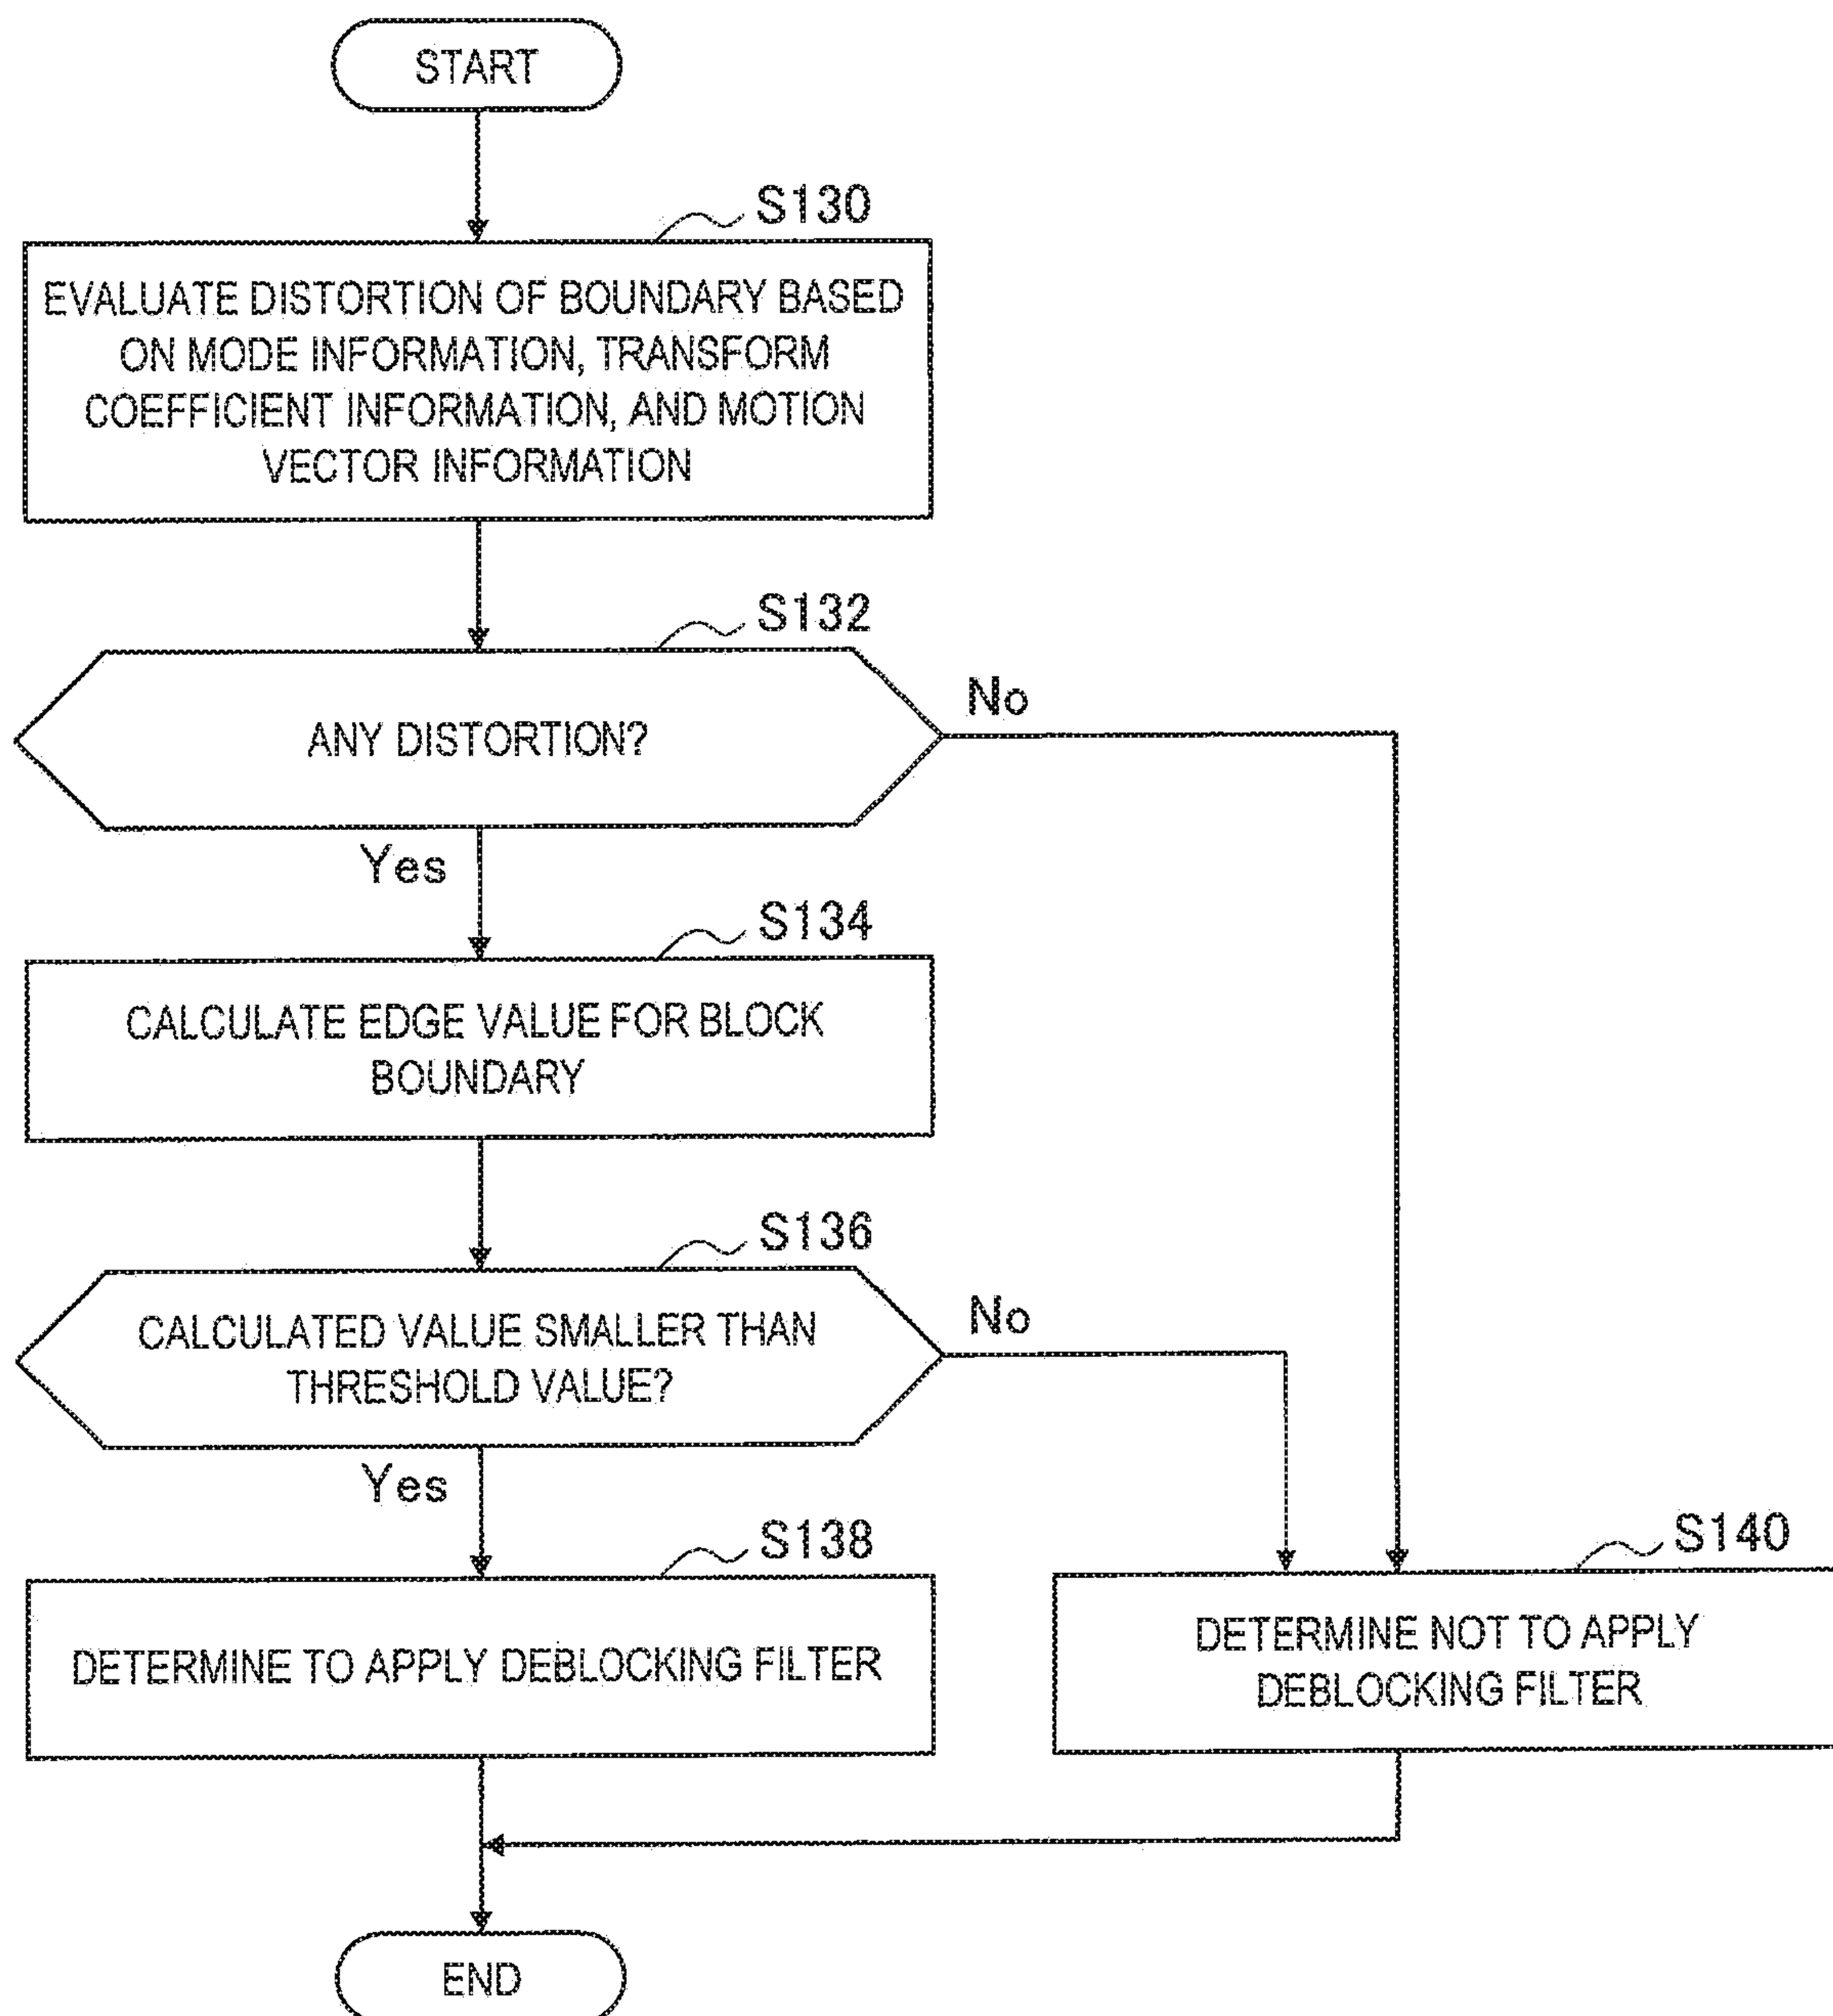 START
S130
EVALUATE DISTORTION OF BOUNDARY BASED
ON MODE INFORMATION, TRANSFORM
COEFFICIENT INFORMATION, AND MOTION
VECTOR INFORMATION
S132
ANY DISTORTION?
No
Yes
S134
CALCULATE EDGE VALUE FOR BLOCK
BOUNDARY
S136
CALCULATED VALUE SMALLER THAN
THRESHOLD VALUE?
No
Yes
S138
DETERMINE TO APPLY DEBLOCKING FILTER
S140
DETERMINE NOT TO APPLY
DEBLOCKING FILTER
END